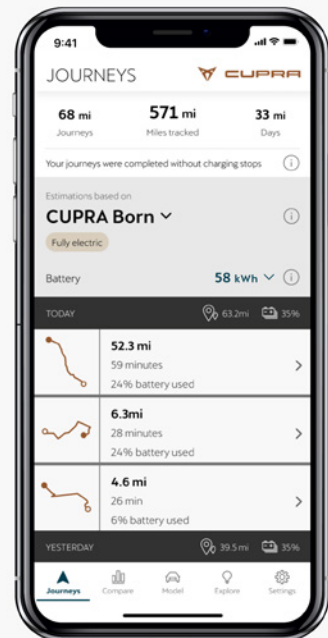 9:41
JOURNEYS CUPRA
68 mi 571 mi 33 mi
Journeys Miles tracked Days
Your journeys were completed without charging stops
Estimations based on
CUPRA Born
Fully electric
Battery 58 kWh
TODAY 63.2mi 35%
52.3 mi
59 minutes
24% battery used
6.3mi
28 minutes
24% battery used
4.6 mi
26 min
6% battery used
YESTERDAY 39.5 mi 35%
Journeys Compare Model Explore Settings